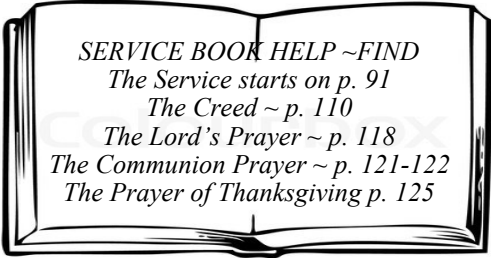 SERVICE BOOK HELP ~FIND
The Service starts on p. 91
The Creed ~ p. 110
The Lord’s Prayer ~ p. 118
The Communion Prayer ~ p. 121-122
The Prayer of Thanksgiving p. 125